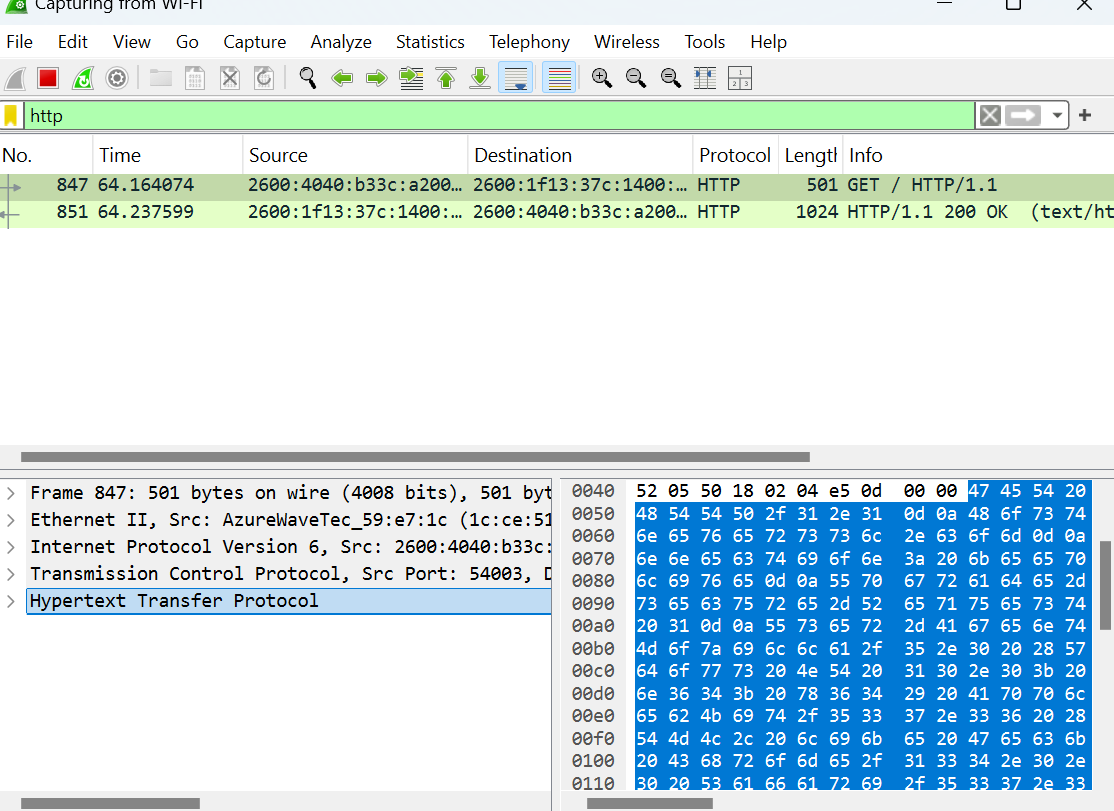 Capturing from Wi-Fi
File Edit View Go Capture Analyze Statistics Telephony Wireless Tools Help
http
No. Time Source Destination Protocol Length Info
847 64.164074 2600:4040:b33c:a200… 2600:1f13:37c:1400:… HTTP 501 GET / HTTP/1.1
851 64.237599 2600:1f13:37c:1400:… 2600:4040:b33c:a200… HTTP 1024 HTTP/1.1 200 OK (text/ht
Frame 847: 501 bytes on wire (4008 bits), 501 byt
Ethernet II, Src: AzureWaveTec_59:e7:1c (1c:ce:51
Internet Protocol Version 6, Src: 2600:4040:b33c:
Transmission Control Protocol, Src Port: 54003, D
Hypertext Transfer Protocol
0040 52 05 50 18 02 04 e5 0d 00 00 47 45 54 20
0050 48 54 54 50 2f 31 2e 31 0d 0a 48 6f 73 74
0060 6e 65 76 65 72 73 73 6c 2e 63 6f 6d 0d 0a
0070 6e 6e 65 63 74 69 6f 6e 3a 20 6b 65 65 70
0080 6c 69 76 65 0d 0a 55 70 67 72 61 64 65 2d
0090 73 65 63 75 72 65 2d 52 65 71 75 65 73 74
00a0 20 31 0d 0a 55 73 65 72 2d 41 67 65 6e 74
00b0 4d 6f 7a 69 6c 6c 61 2f 35 2e 30 20 28 57
00c0 64 6f 77 73 20 4e 54 20 31 30 2e 30 3b 20
00d0 6e 36 34 3b 20 78 36 34 29 20 41 70 70 6c
00e0 65 62 4b 69 74 2f 35 33 37 2e 33 36 20 28
00f0 54 4d 4c 2c 20 6c 69 6b 65 20 47 65 63 6b
0100 20 43 68 72 6f 6d 65 2f 31 33 34 2e 30 2e
0110 30 20 53 61 66 61 72 69 2f 35 33 37 2e 33